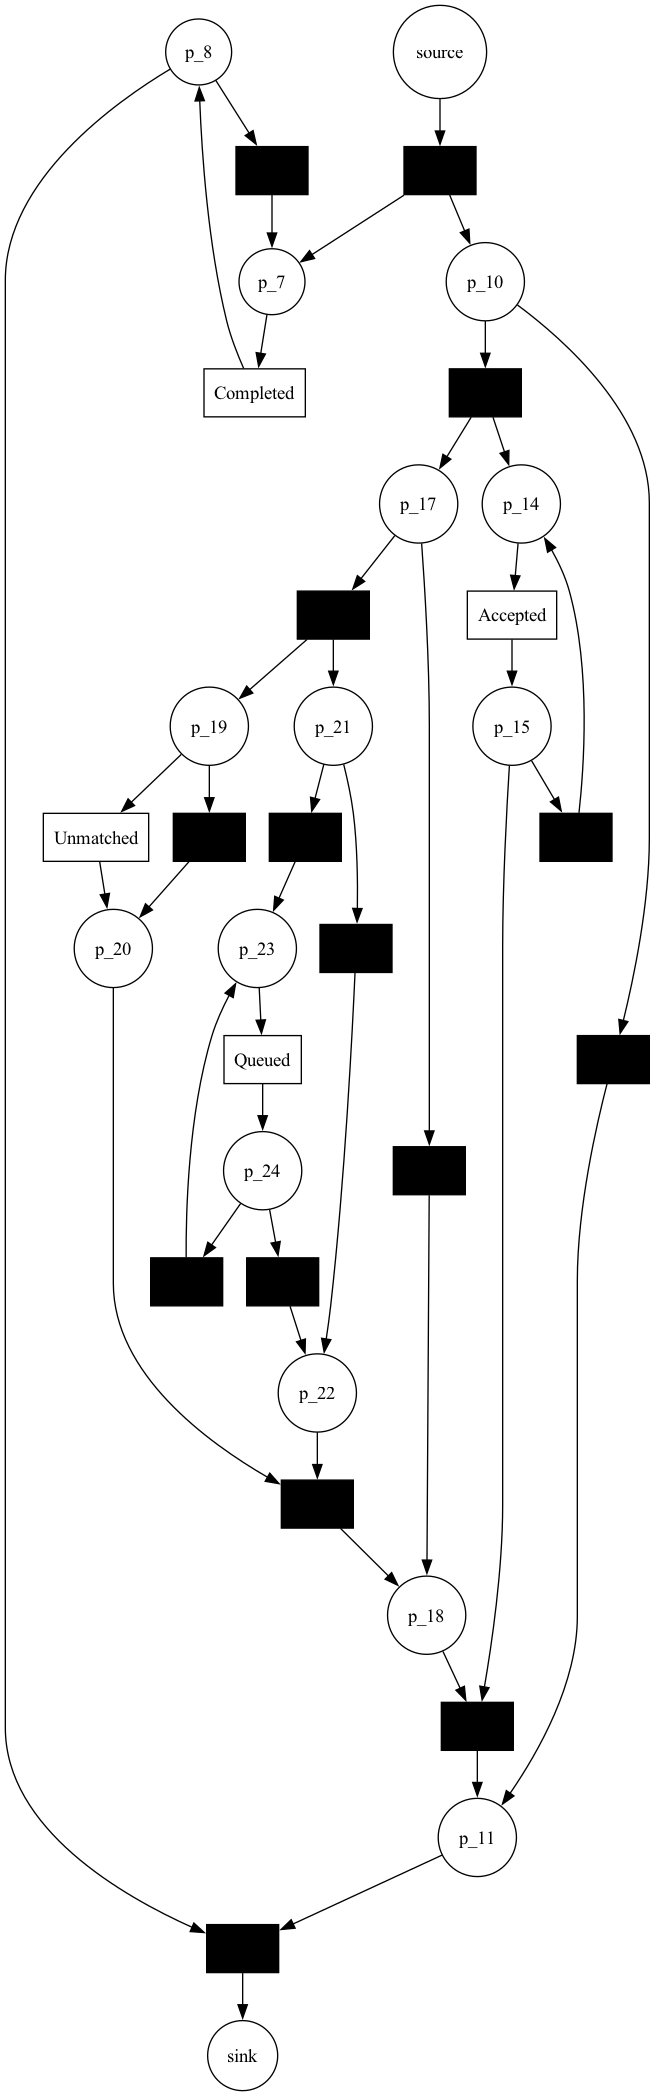 p_8
source
p_7
p_10
Completed
p_17
p_14
Accepted
p_19
p_21
p_15
Unmatched
p_20
p_23
Queued
p_24
p_22
p_18
p_11
sink